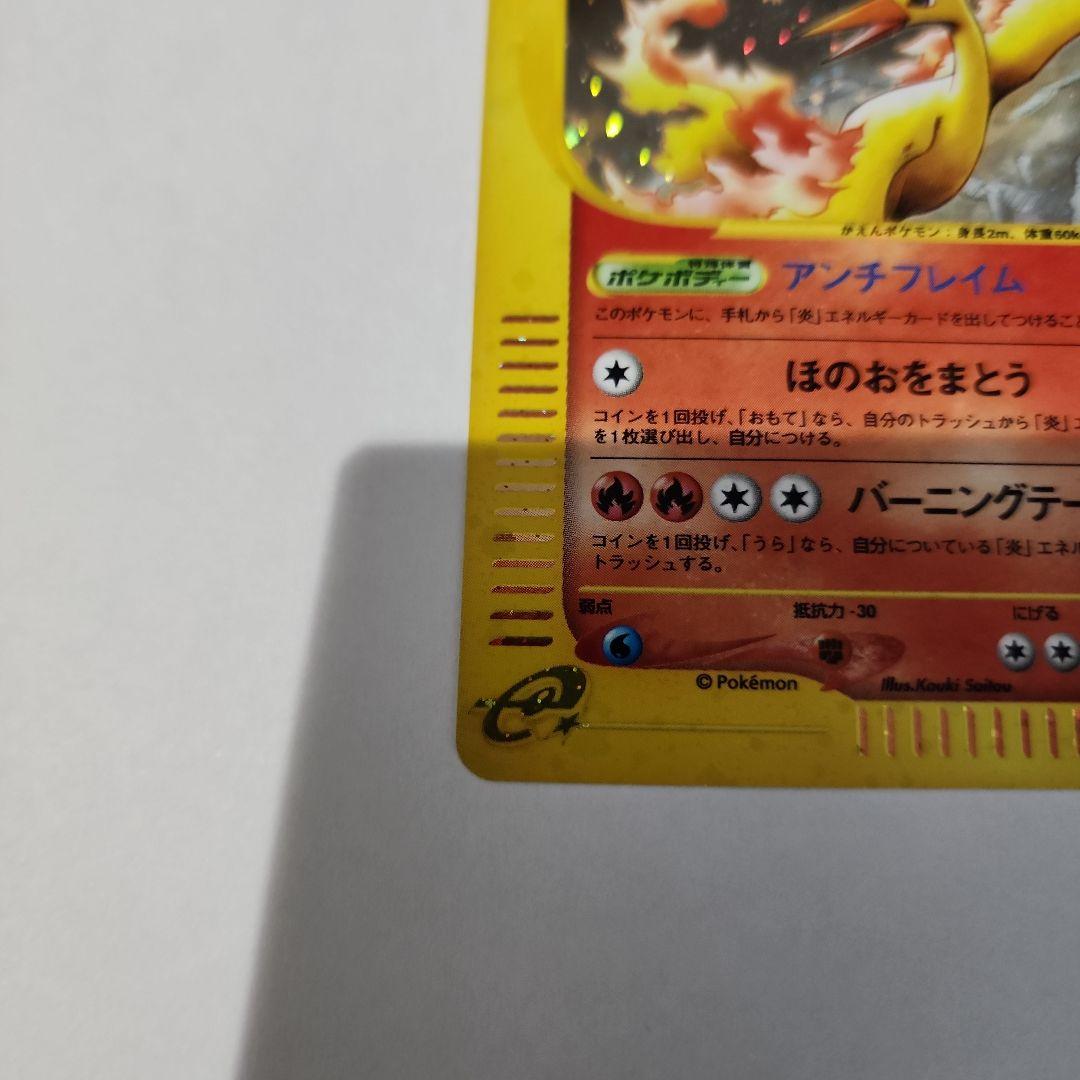 かえんポケモン：身長2m、体重60k
特殊体質
ポケボディー アンチフレイム
このポケモンに、手札から「炎」エネルギーカードを出してつけるこ
ほのおをまとう
コインを1回投げ、「おもて」なら、自分のトラッシュから「炎」エ
を1枚選び出し、自分につける。
バーニングテー
コインを1回投げ、「うら」なら、自分についている「炎」エネル
トラッシュする。
弱点 抵抗力 -30 にげる
© Pokémon Illus.Kouki Saitou